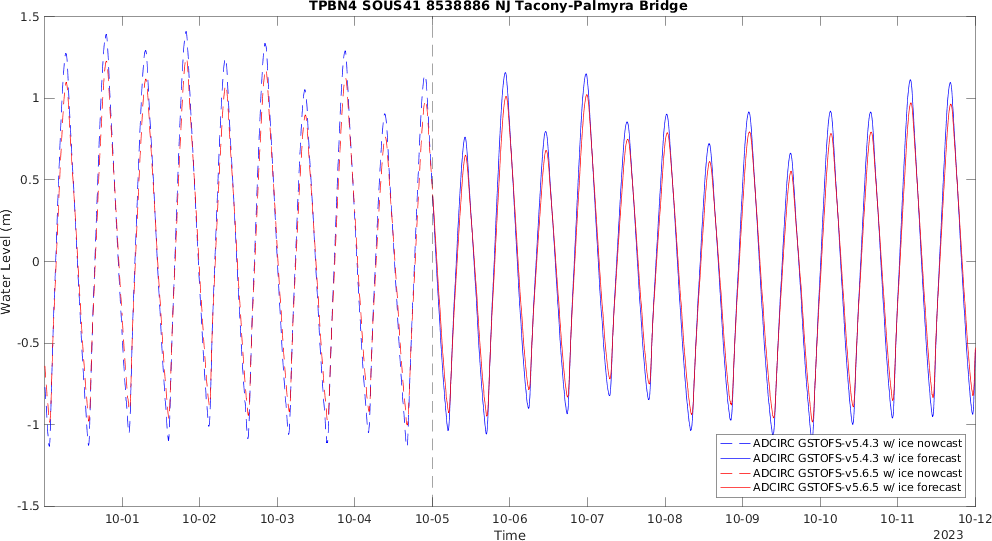 TPBN4 SOUS41 8538886 NJ Tacony-Palmyra Bridge
1.5
1
0.5
0
-0.5
-1
-1.5
Water Level (m)
ADCIRC GSTOFS-v5.4.3 w/ ice nowcast
ADCIRC GSTOFS-v5.4.3 w/ ice forecast
ADCIRC GSTOFS-v5.6.5 w/ ice nowcast
ADCIRC GSTOFS-v5.6.5 w/ ice forecast
10-01 10-02 10-03 10-04 10-05 10-06 10-07 10-08 10-09 10-10 10-11 10-12
Time
2023